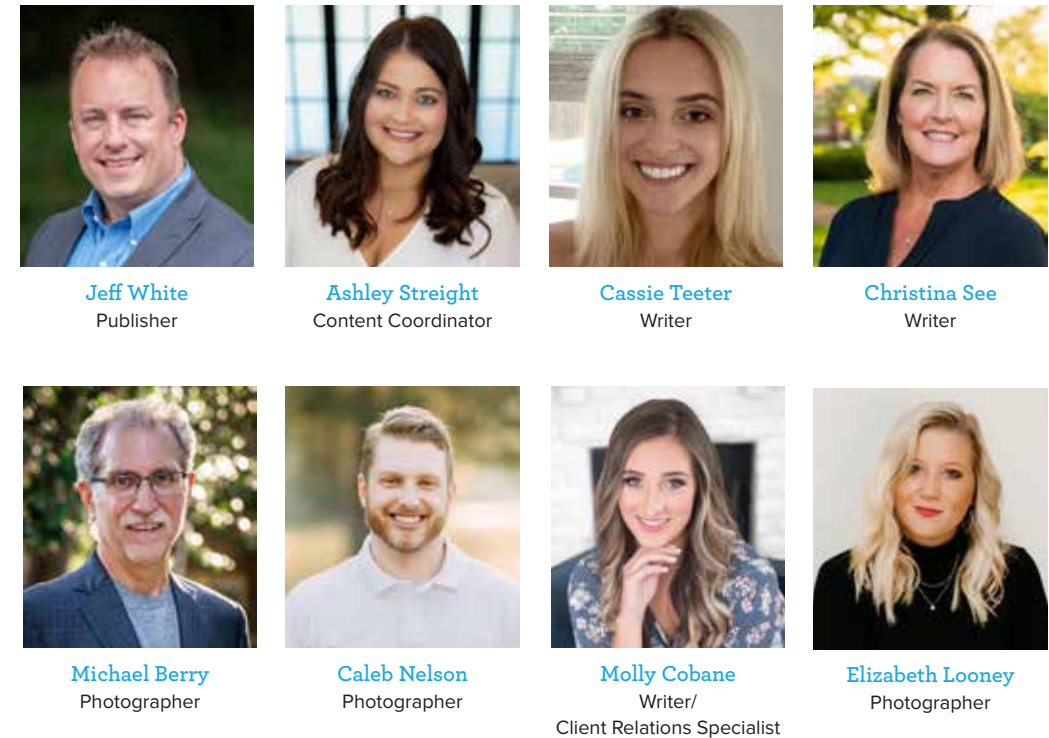 Jeff White
Publisher
Ashley Streight
Content Coordinator
Cassie Teeter
Writer
Christina See
Writer
Michael Berry
Photographer
Caleb Nelson
Photographer
Molly Cobane
Writer/
Client Relations Specialist
Elizabeth Looney
Photographer